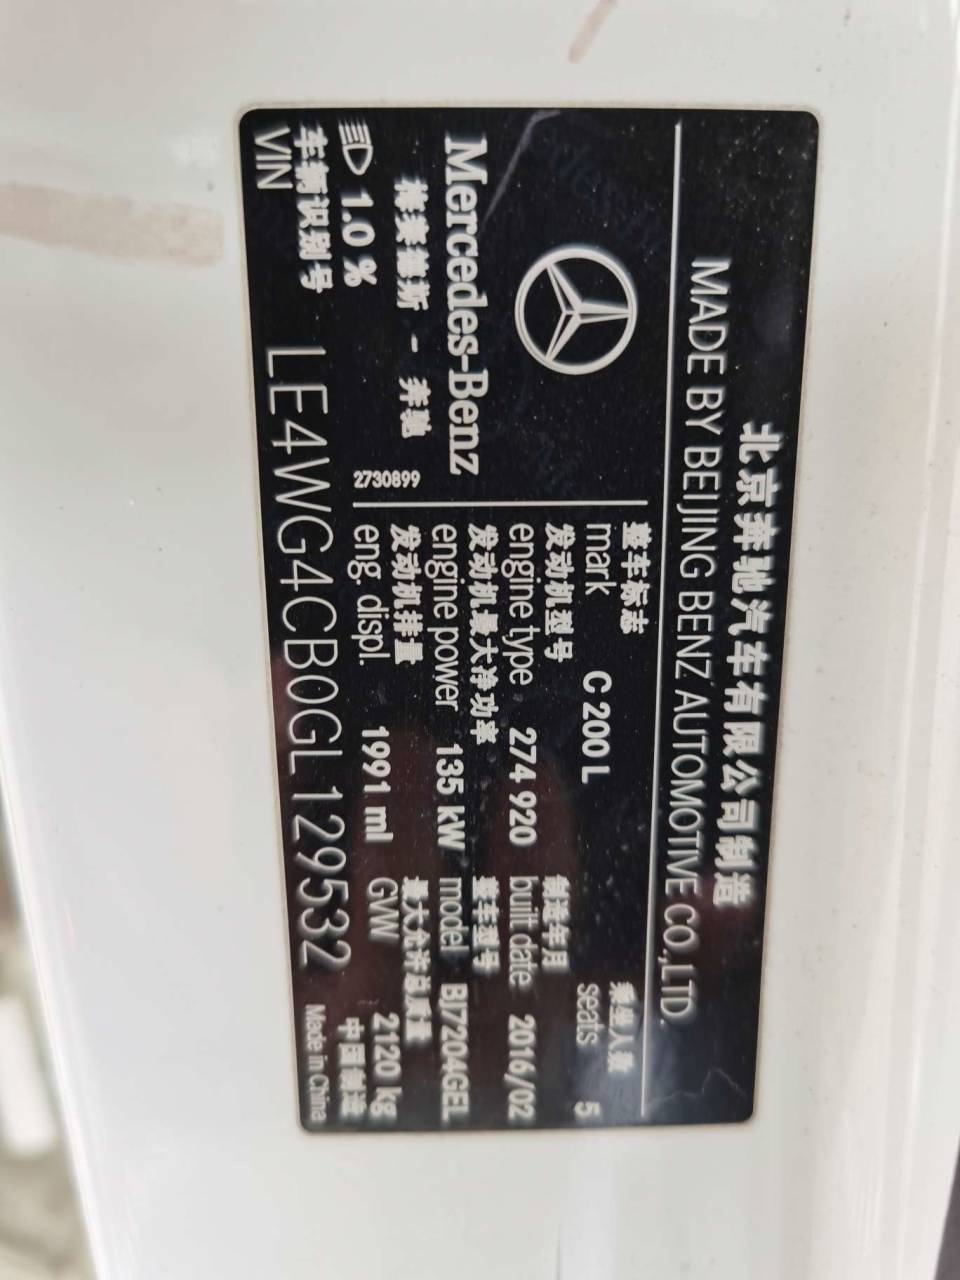 北京奔驰汽车有限公司制造
MADE BY BEIJING BENZ AUTOMOTIVE CO.,LTD.
Mercedes-Benz
梅赛德斯 - 奔驰
2730899
整车标志
mark C 200 L
乘坐人数
seats 5
发动机型号
engine type 274 920
制造年月
built date 2016/02
发动机最大净功率
engine power 135 kW
整车型号
model BJ7204GEL
发动机排量
eng. displ. 1991 ml
最大允许总质量
GVW 2120 kg
1.0 %
车辆识别号
VIN LE4WG4CB0GL129532
中国制造
Made in China